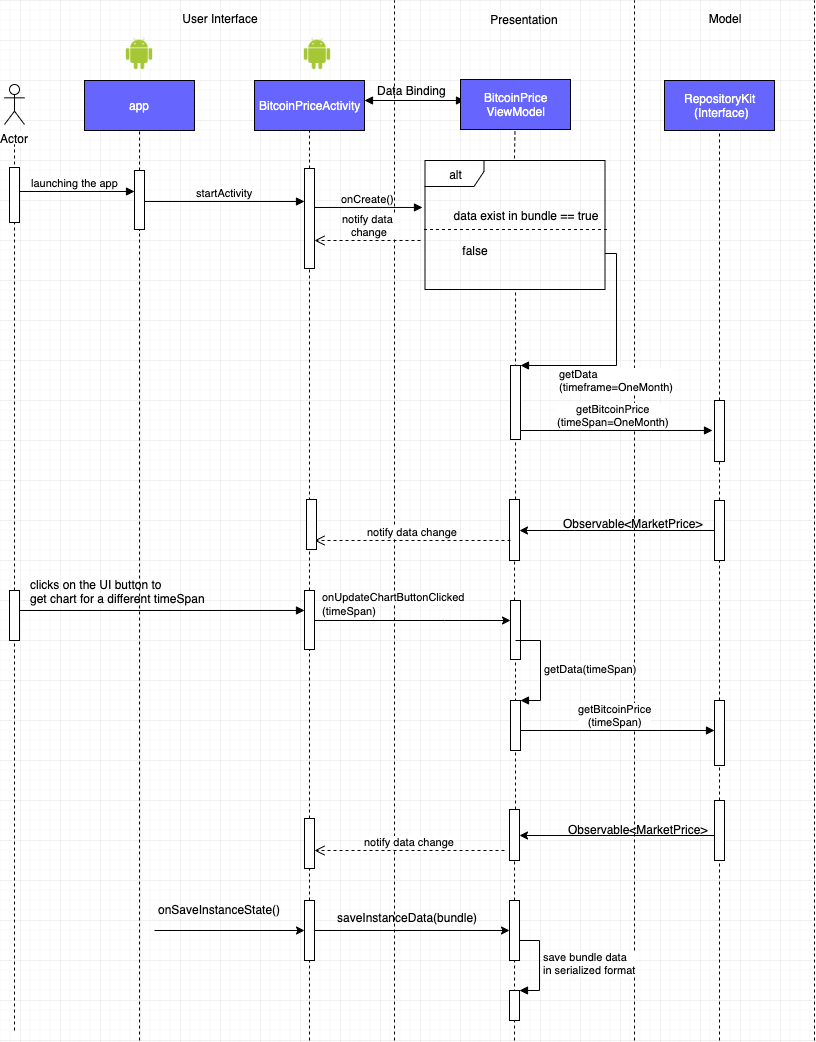 User Interface
Presentation
Model
Actor
app
BitcoinPriceActivity
Data Binding
BitcoinPrice
ViewModel
RepositoryKit
(Interface)
launching the app
startActivity
onCreate()
notify data
change
alt
data exist in bundle == true
false
getData
(timeframe=OneMonth)
getBitcoinPrice
(timeSpan=OneMonth)
Observable<MarketPrice>
notify data change
clicks on the UI button to
get chart for a different timeSpan
onUpdateChartButtonClicked
(timeSpan)
getData(timeSpan)
getBitcoinPrice
(timeSpan)
Observable<MarketPrice>
notify data change
onSaveInstanceState()
saveInstanceData(bundle)
save bundle data
in serialized format